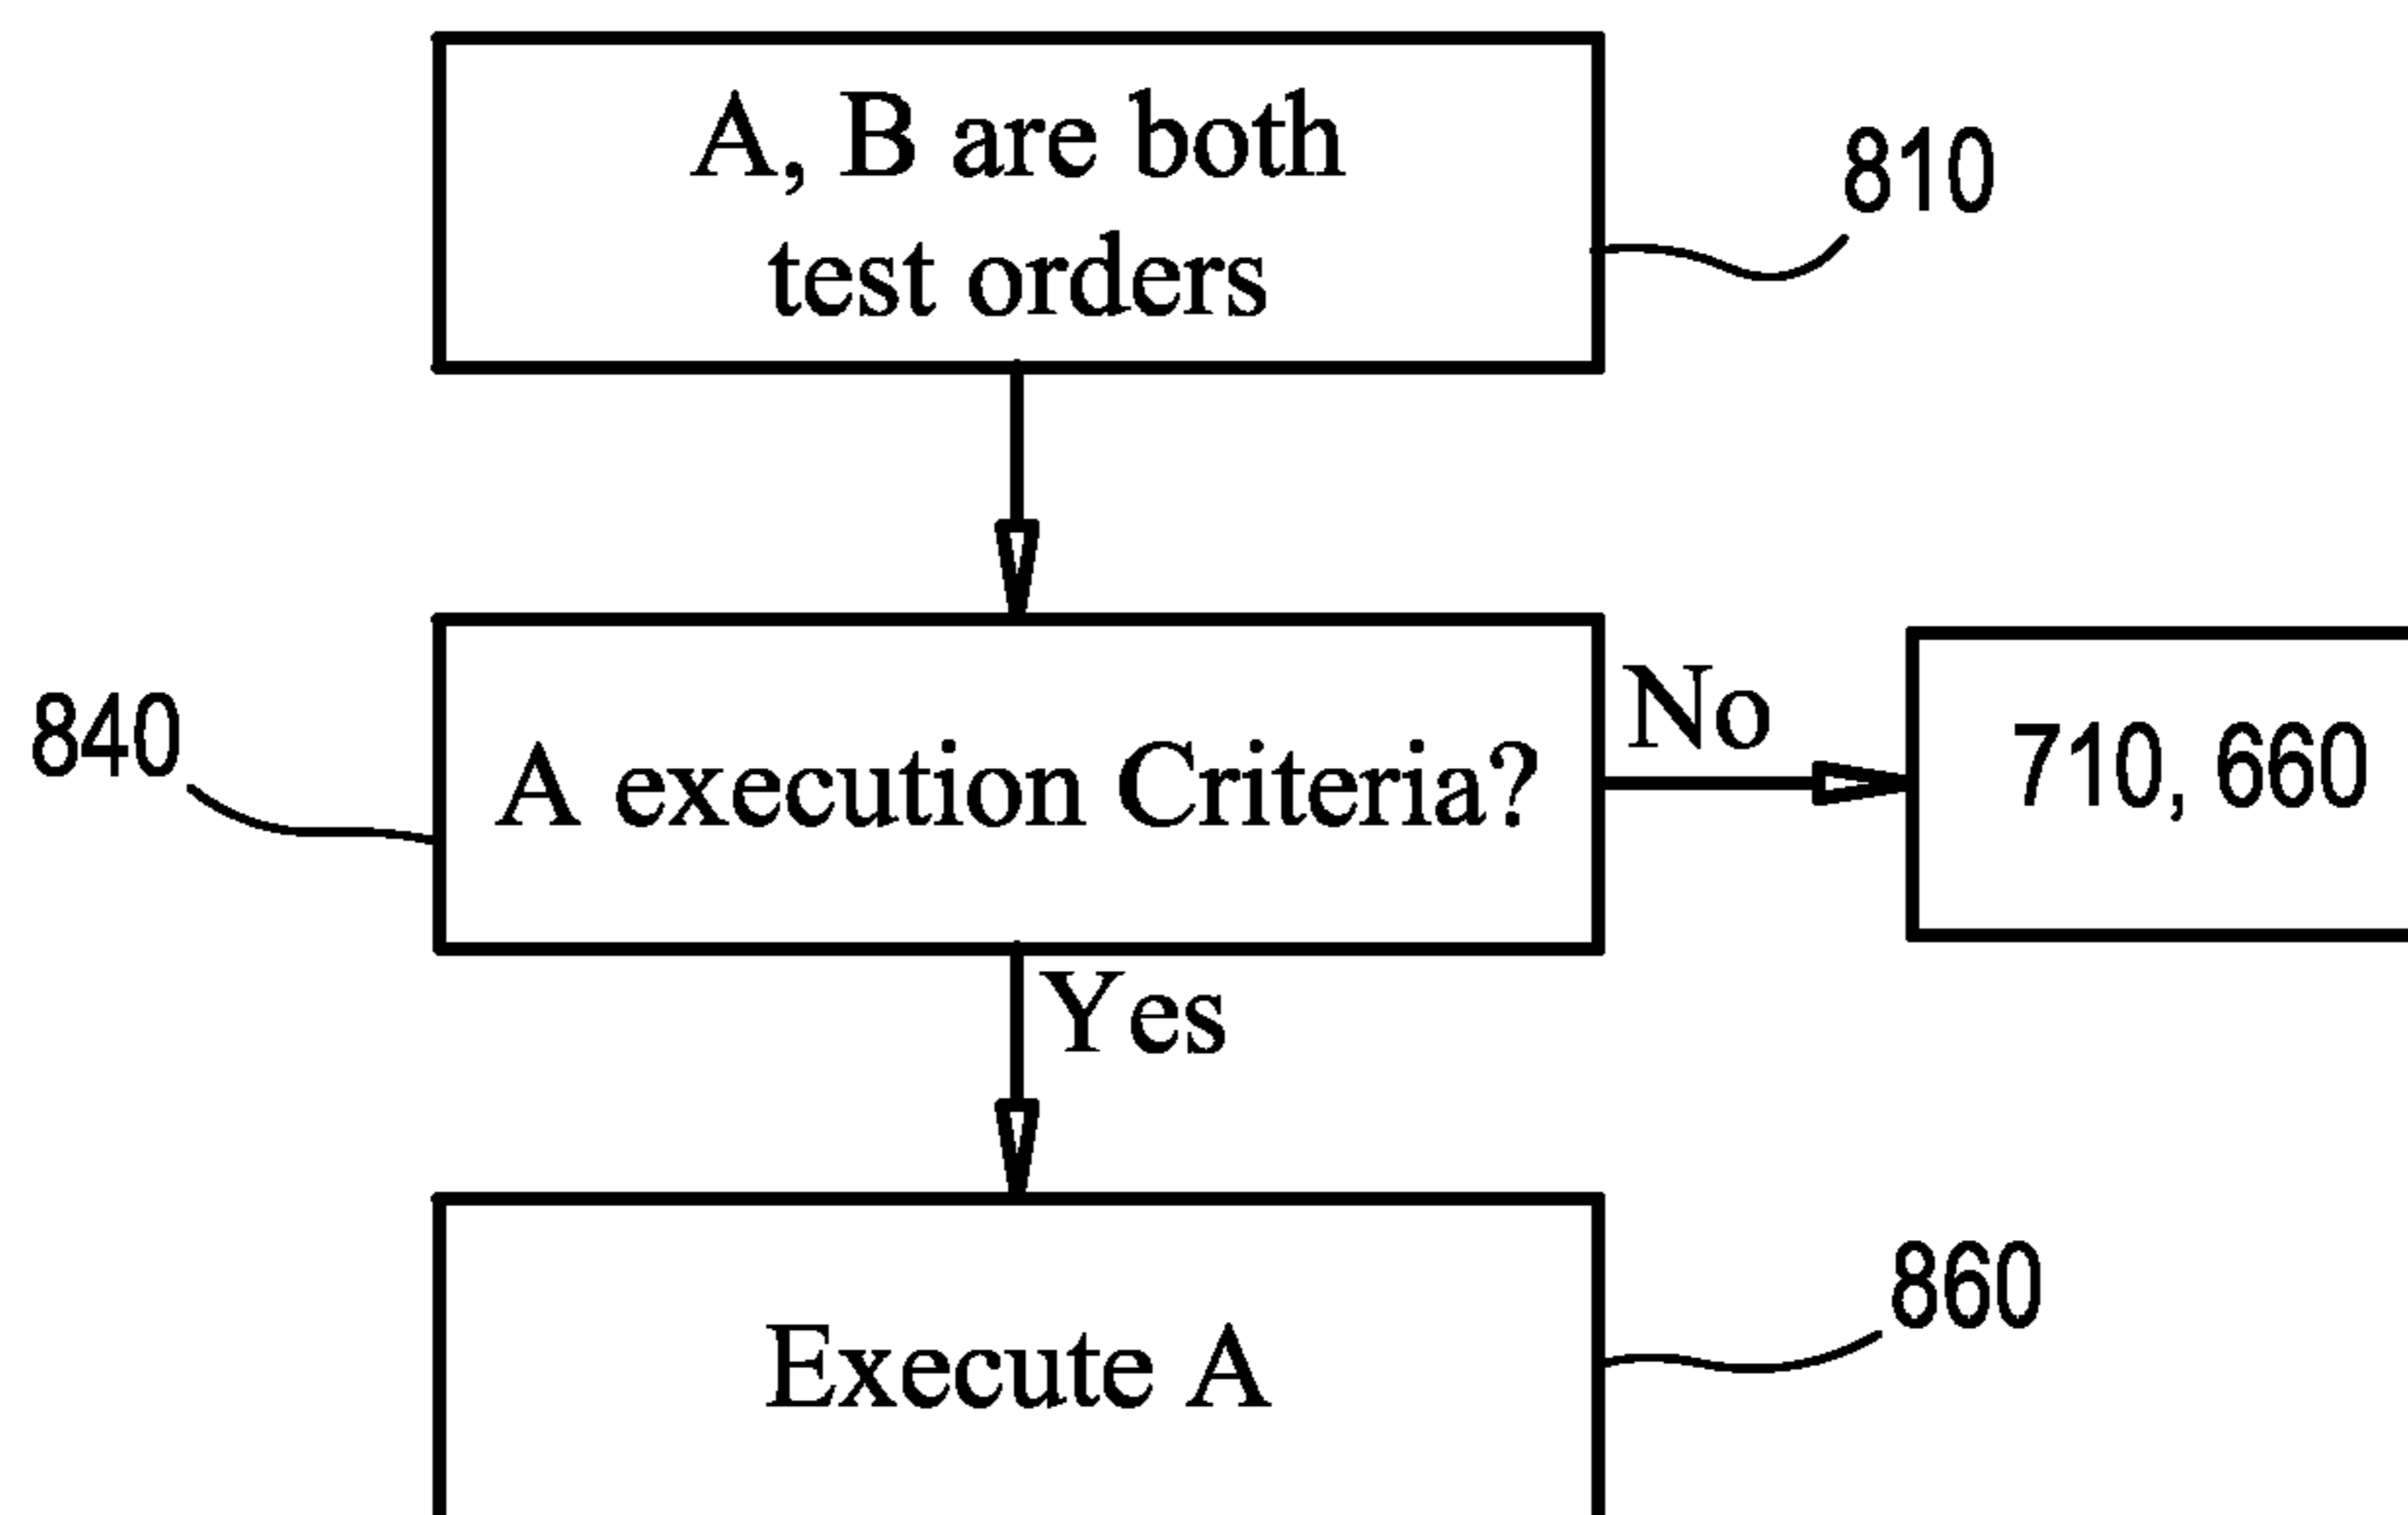 A, B are both
test orders
810
840
A execution Criteria?
No
710, 660
Yes
Execute A
860